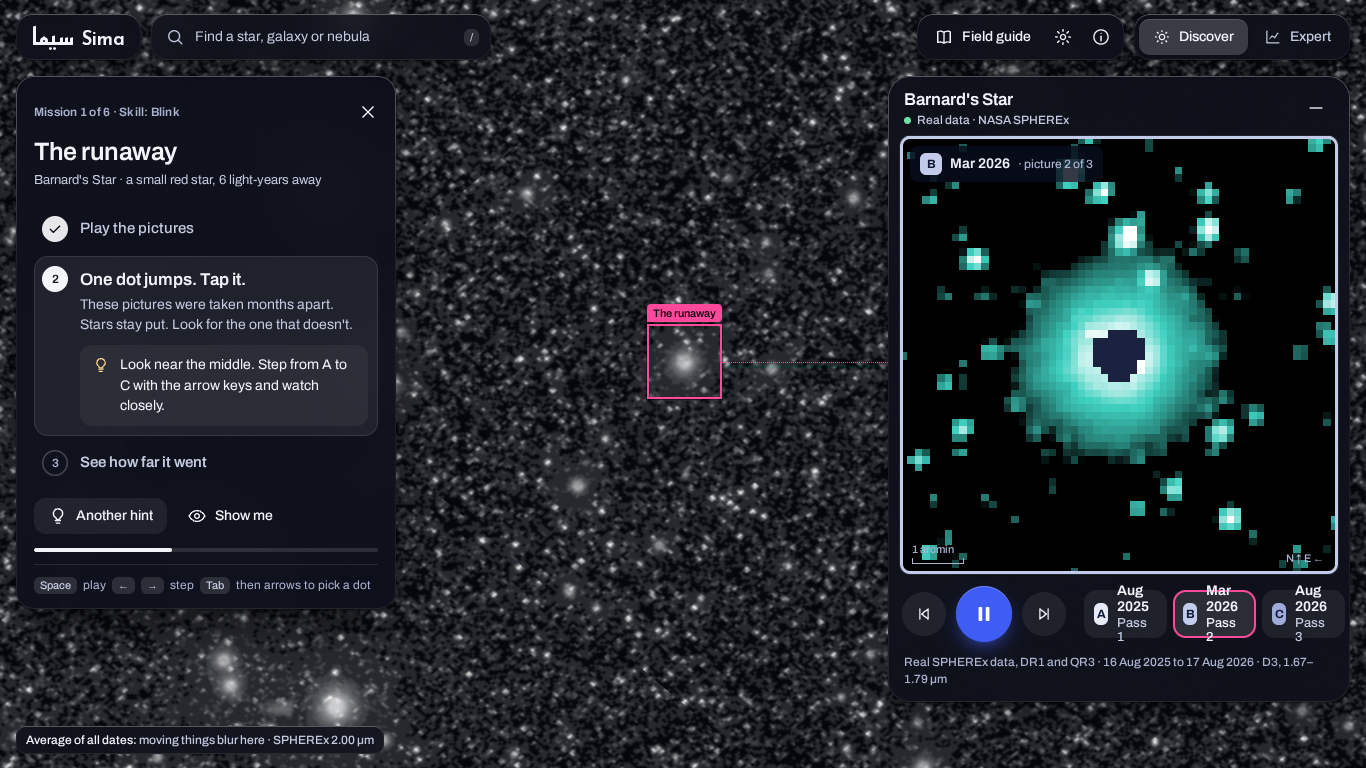 سيما Sima
Find a star, galaxy or nebula
/
Field guide
Discover
Expert
Mission 1 of 6 · Skill: Blink
The runaway
Barnard's Star · a small red star, 6 light-years away
Play the pictures
2
One dot jumps. Tap it.
These pictures were taken months apart.
Stars stay put. Look for the one that doesn't.
Look near the middle. Step from A to
C with the arrow keys and watch
closely.
3
See how far it went
Another hint
Show me
Space play ← → step Tab then arrows to pick a dot
Average of all dates: moving things blur here · SPHEREx 2.00 µm
The runaway
Barnard's Star
Real data · NASA SPHEREx
B Mar 2026 · picture 2 of 3
1 arcmin
N↑E←
A
Aug
2025
Pass
1
B
Mar
2026
Pass
2
C
Aug
2026
Pass
3
Real SPHEREx data, DR1 and QR3 · 16 Aug 2025 to 17 Aug 2026 · D3, 1.67–
1.79 µm